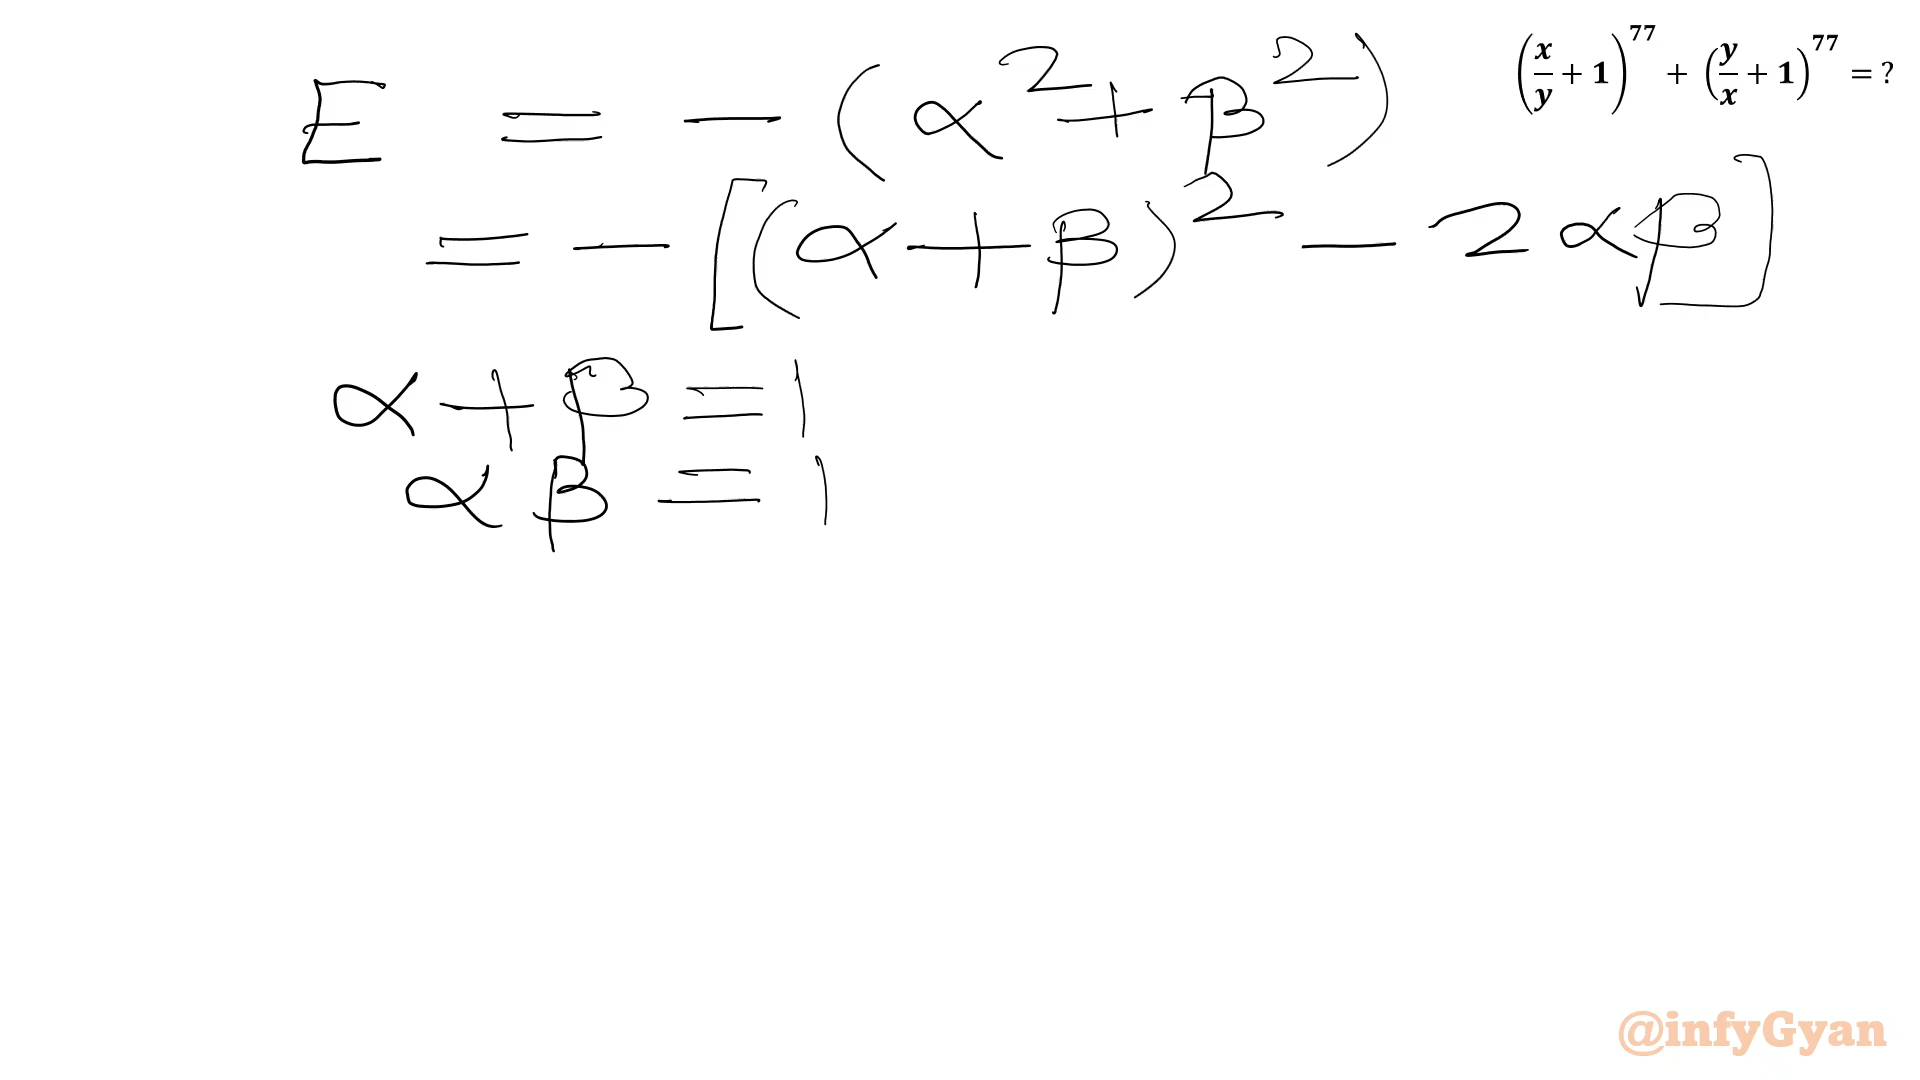 (x/y + 1)^77 + (y/x + 1)^77 = ?
E = − (α² + β²)
= − [(α + β)² − 2αβ]
α + β = 1
αβ = 1
@infyGyan